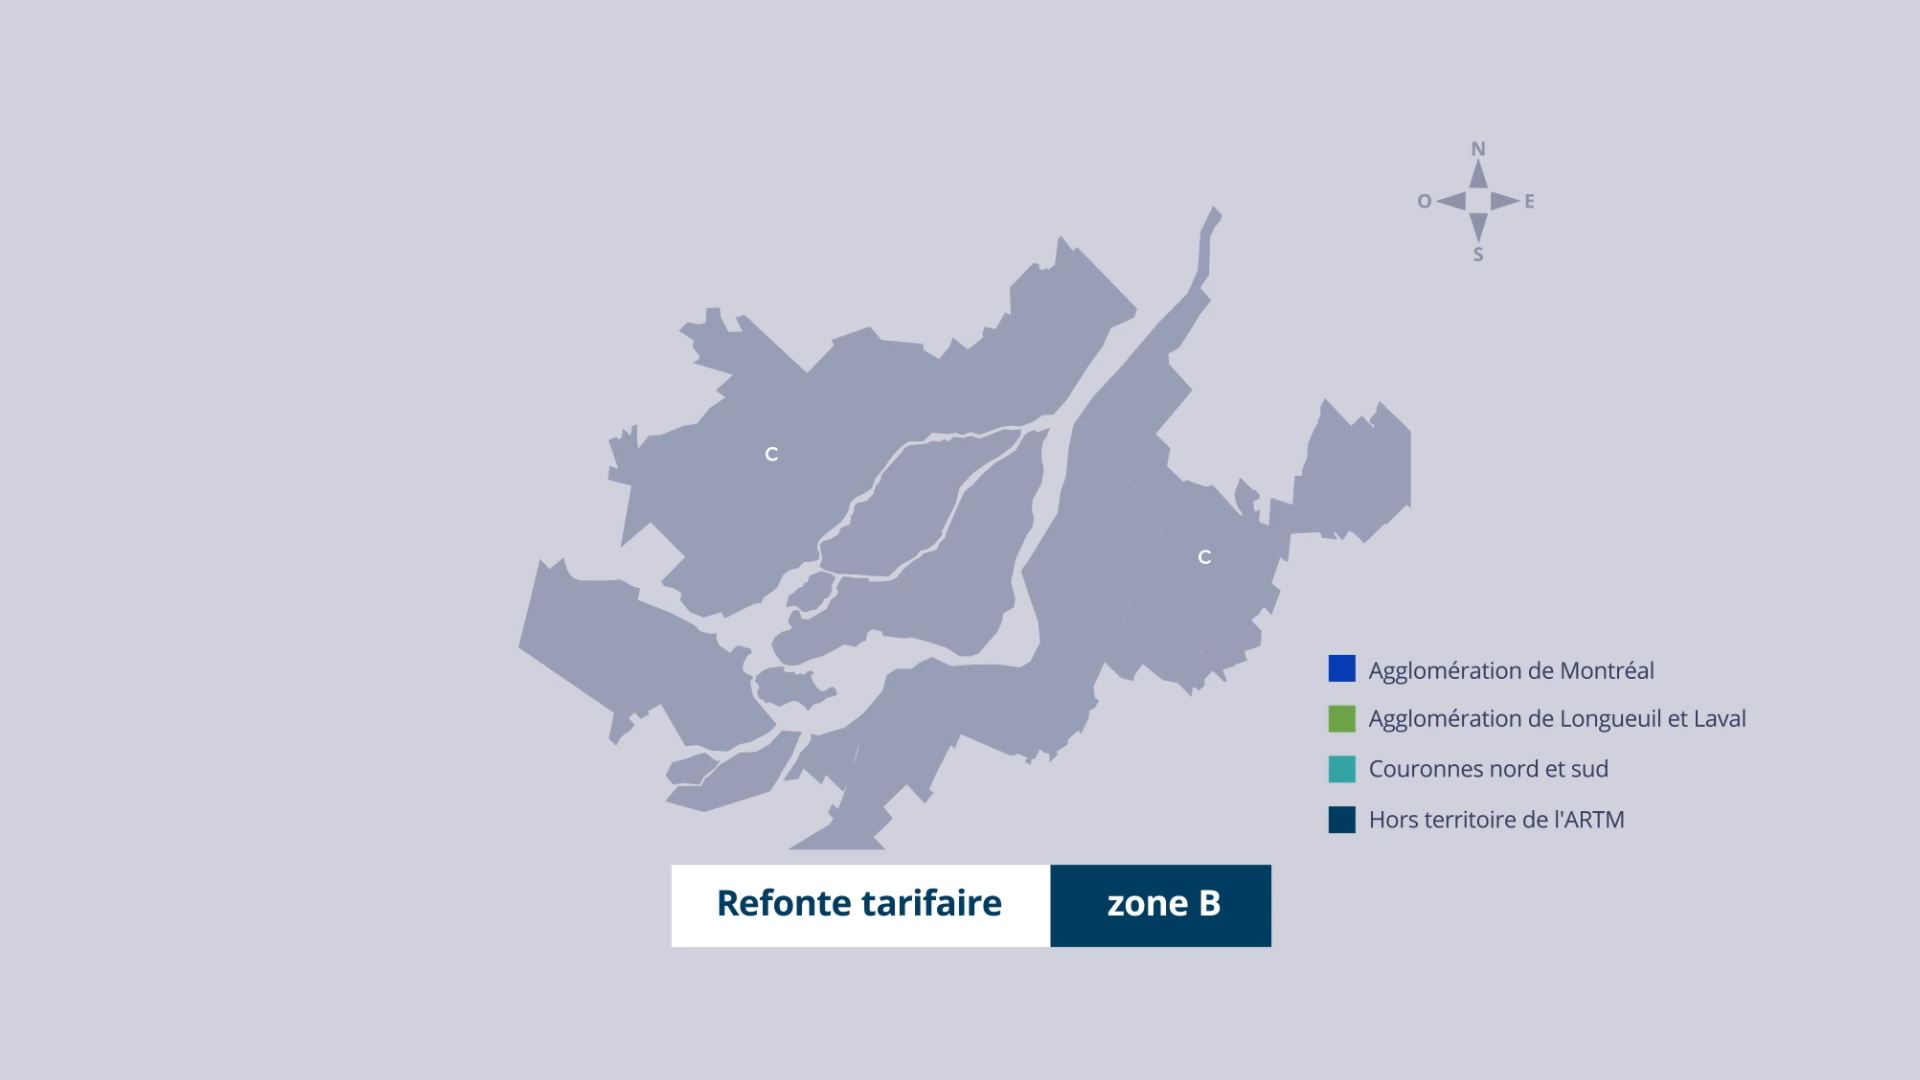 N
O
E
S
C
C
Agglomération de Montréal
Agglomération de Longueuil et Laval
Couronnes nord et sud
Hors territoire de l'ARTM
Refonte tarifaire
zone B